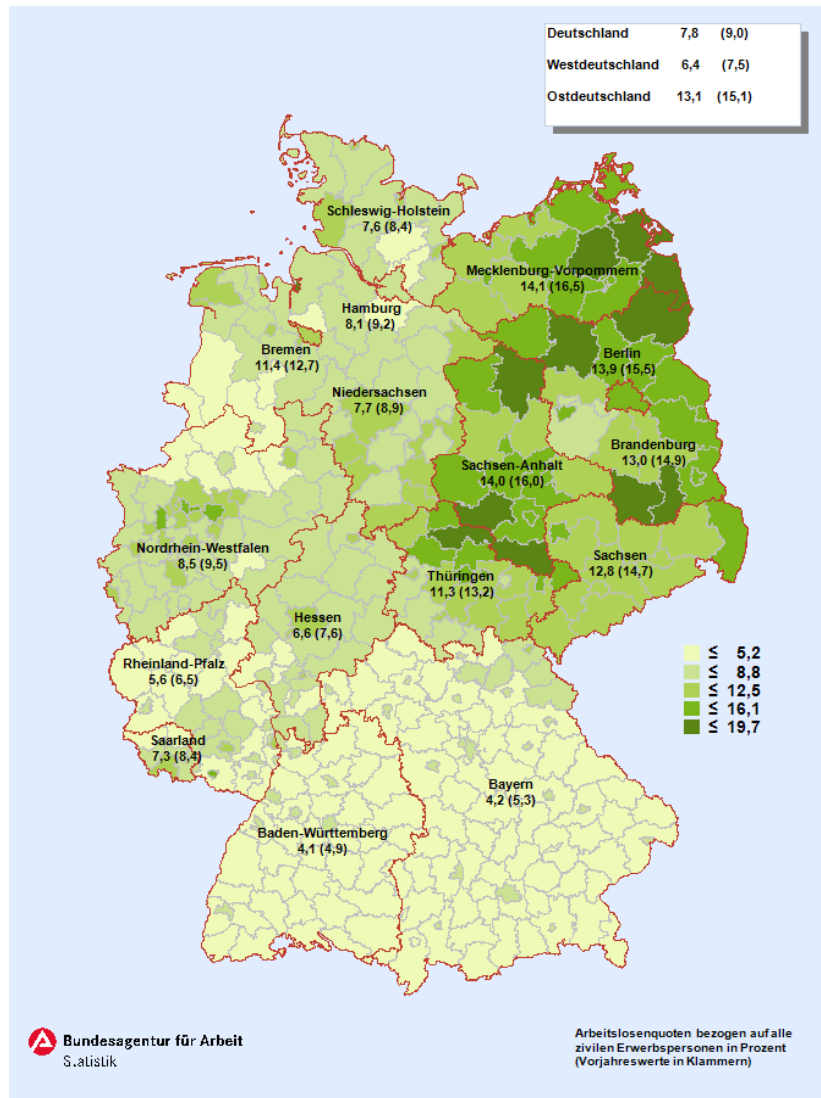 Deutschland 7,8 (9,0)
Westdeutschland 6,4 (7,5)
Ostdeutschland 13,1 (15,1)
Schleswig-Holstein
7,6 (8,4)
Mecklenburg-Vorpommern
14,1 (16,5)
Hamburg
8,1 (9,2)
Bremen
11,4 (12,7)
Berlin
13,9 (15,5)
Niedersachsen
7,7 (8,9)
Brandenburg
13,0 (14,9)
Sachsen-Anhalt
14,0 (16,0)
Nordrhein-Westfalen
8,5 (9,5)
Sachsen
12,8 (14,7)
Thüringen
11,3 (13,2)
Hessen
6,6 (7,6)
Rheinland-Pfalz
5,6 (6,5)
Saarland
7,3 (8,4)
Bayern
4,2 (5,3)
Baden-Württemberg
4,1 (4,9)
≤ 5,2
≤ 8,8
≤ 12,5
≤ 16,1
≤ 19,7
Bundesagentur für Arbeit
Statistik
Arbeitslosenquoten bezogen auf alle
zivilen Erwerbspersonen in Prozent
(Vorjahreswerte in Klammern)